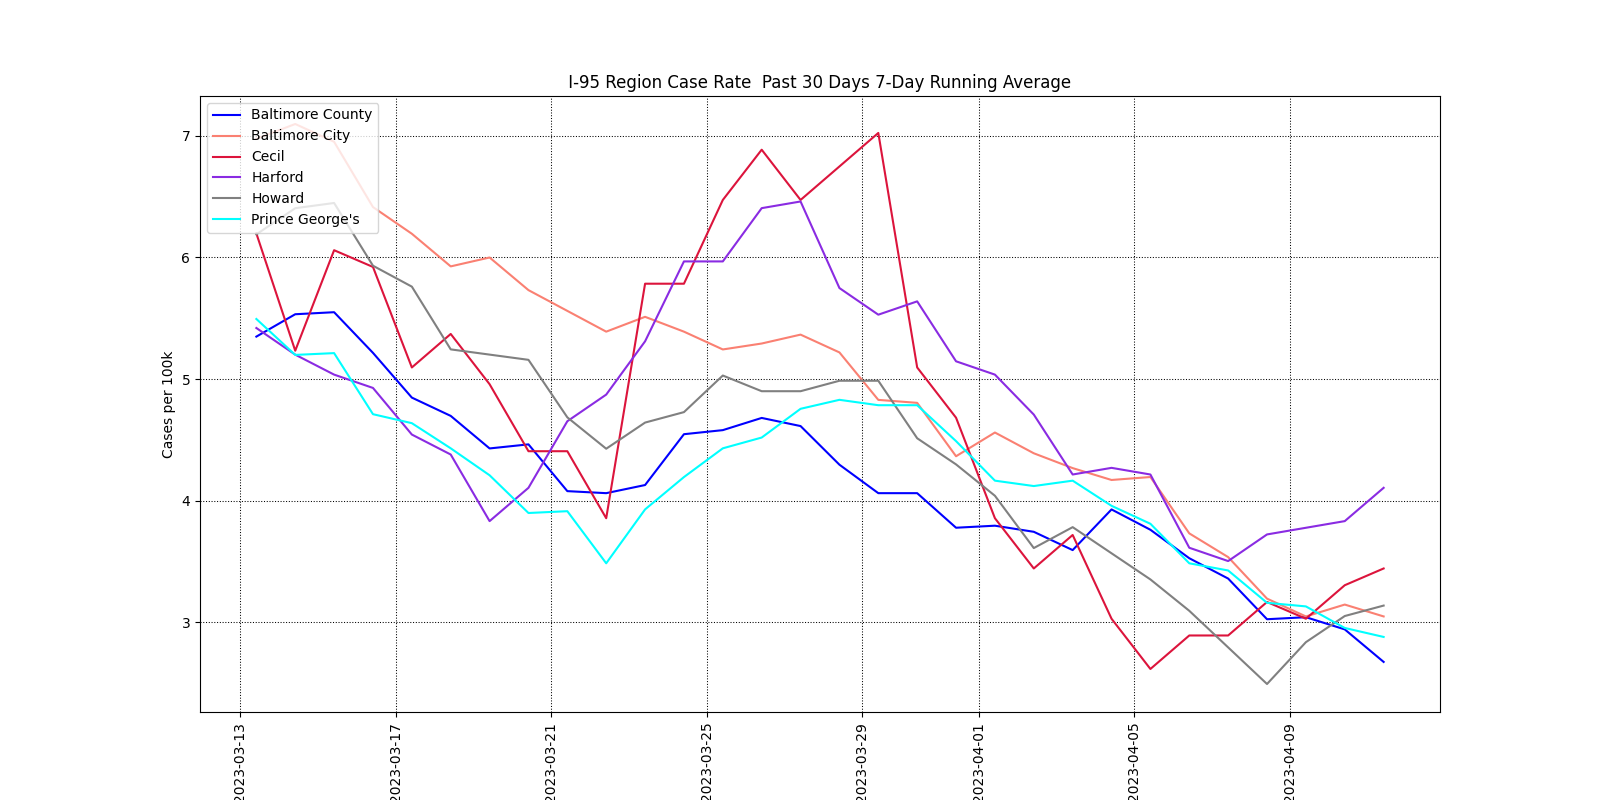 I-95 Region Case Rate  Past 30 Days 7-Day Running Average
Baltimore County
Baltimore City
Cecil
Harford
Howard
Prince George's
Cases per 100k
7
6
5
4
3
2023-03-13
2023-03-17
2023-03-21
2023-03-25
2023-03-29
2023-04-01
2023-04-05
2023-04-09